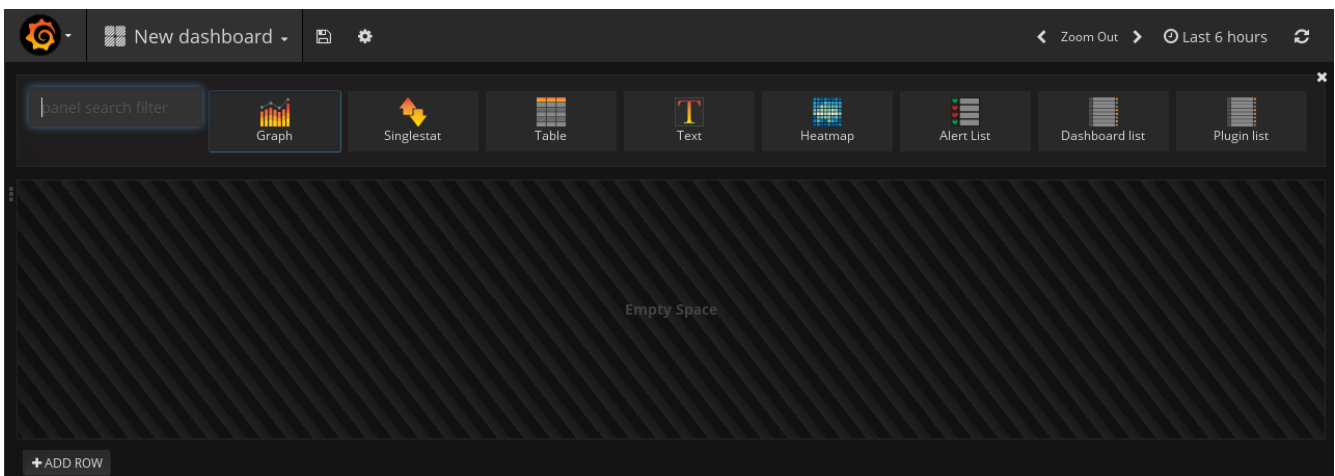 New dashboard
Zoom Out
Last 6 hours
panel search filter
Graph
Singlestat
Table
T
Text
Heatmap
Alert List
Dashboard list
Plugin list
Empty Space
+ ADD ROW